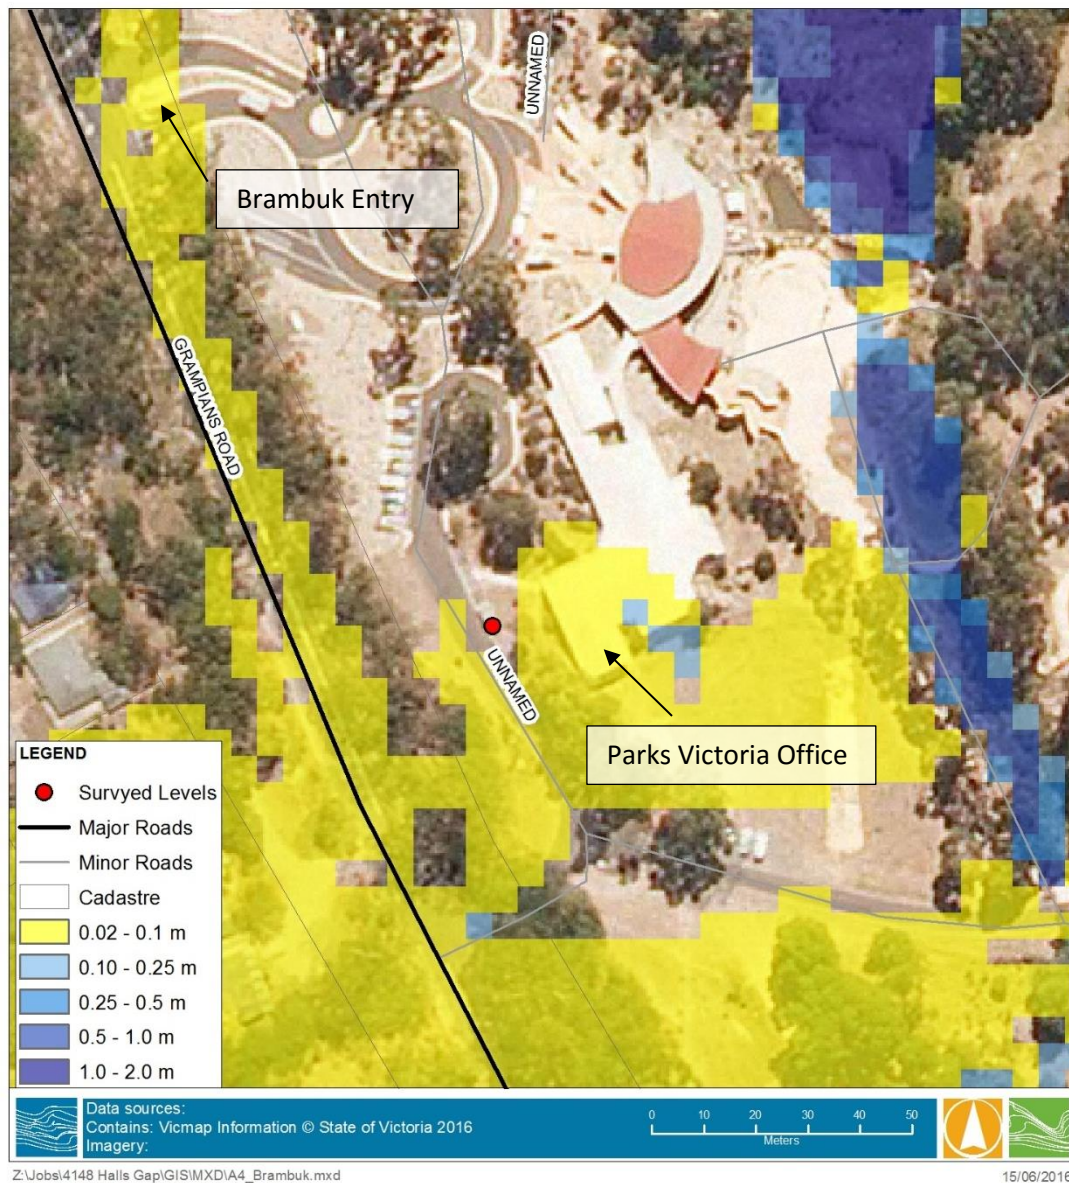 UNNAMED
Brambuk Entry
GRAMPIANS ROAD
UNNAMED
Parks Victoria Office
LEGEND
Survyed Levels
Major Roads
Minor Roads
Cadastre
0.02 - 0.1 m
0.10 - 0.25 m
0.25 - 0.5 m
0.5 - 1.0 m
1.0 - 2.0 m
Data sources:
Contains: Vicmap Information © State of Victoria 2016
Imagery:
0 10 20 30 40 50
Meters
Z:\Jobs\4148 Halls Gap\GIS\MXD\A4_Brambuk.mxd
15/06/2016